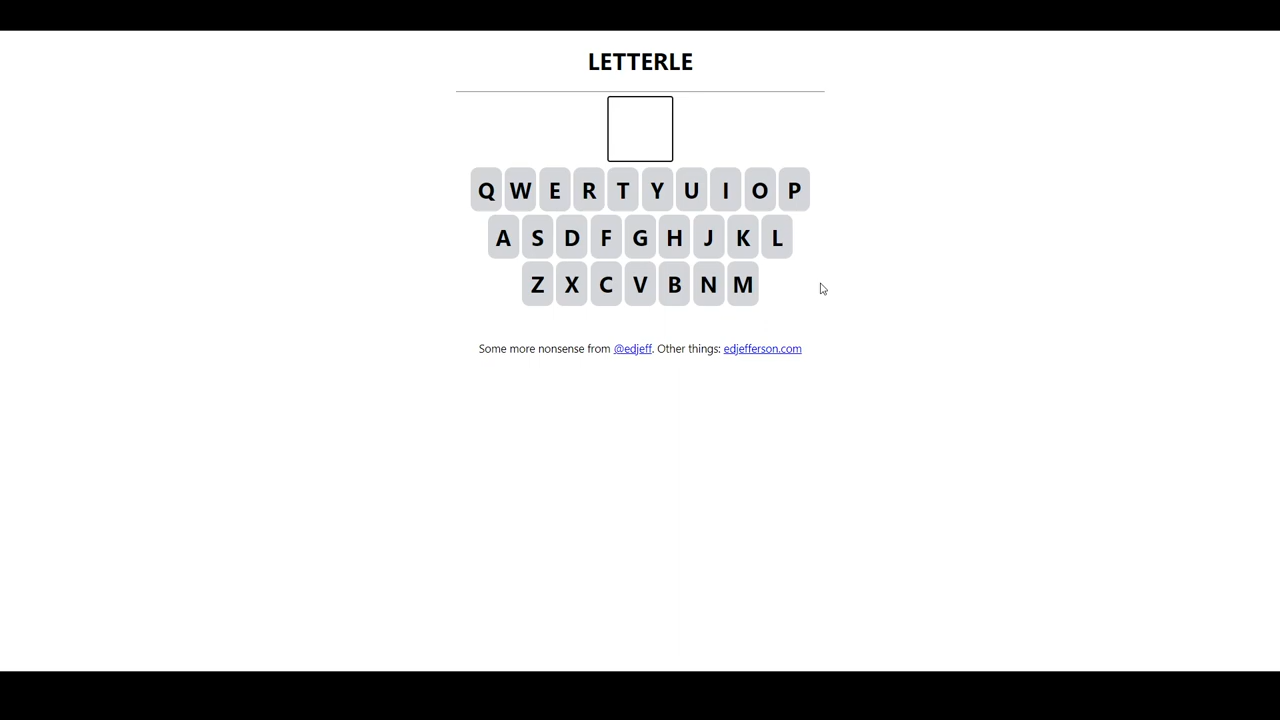 LETTERLE
Q W E R T Y U I O P
A S D F G H J K L
Z X C V B N M
Some more nonsense from @edjeff. Other things: edjefferson.com